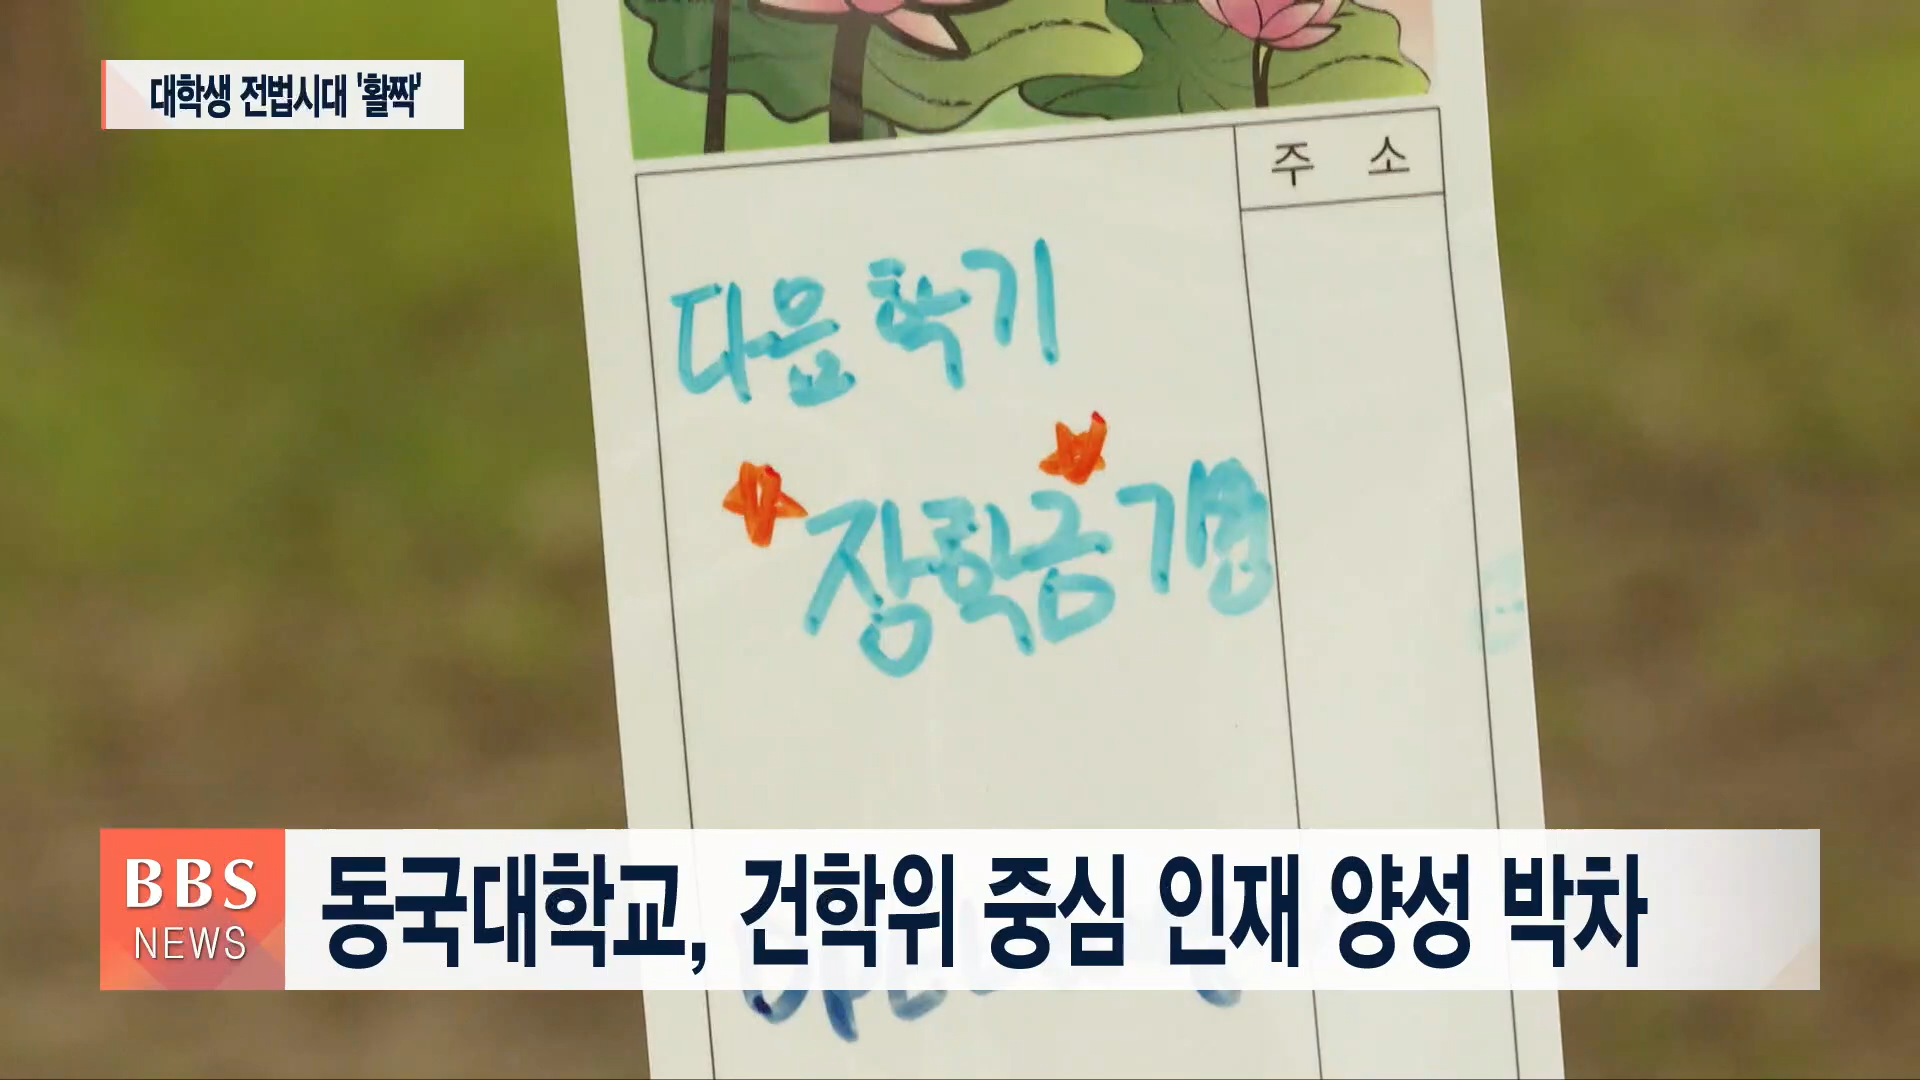 대학생 전법시대 '활짝'
주 소
다음 학기
장학금 기원
BBS
NEWS
동국대학교, 건학위 중심 인재 양성 박차